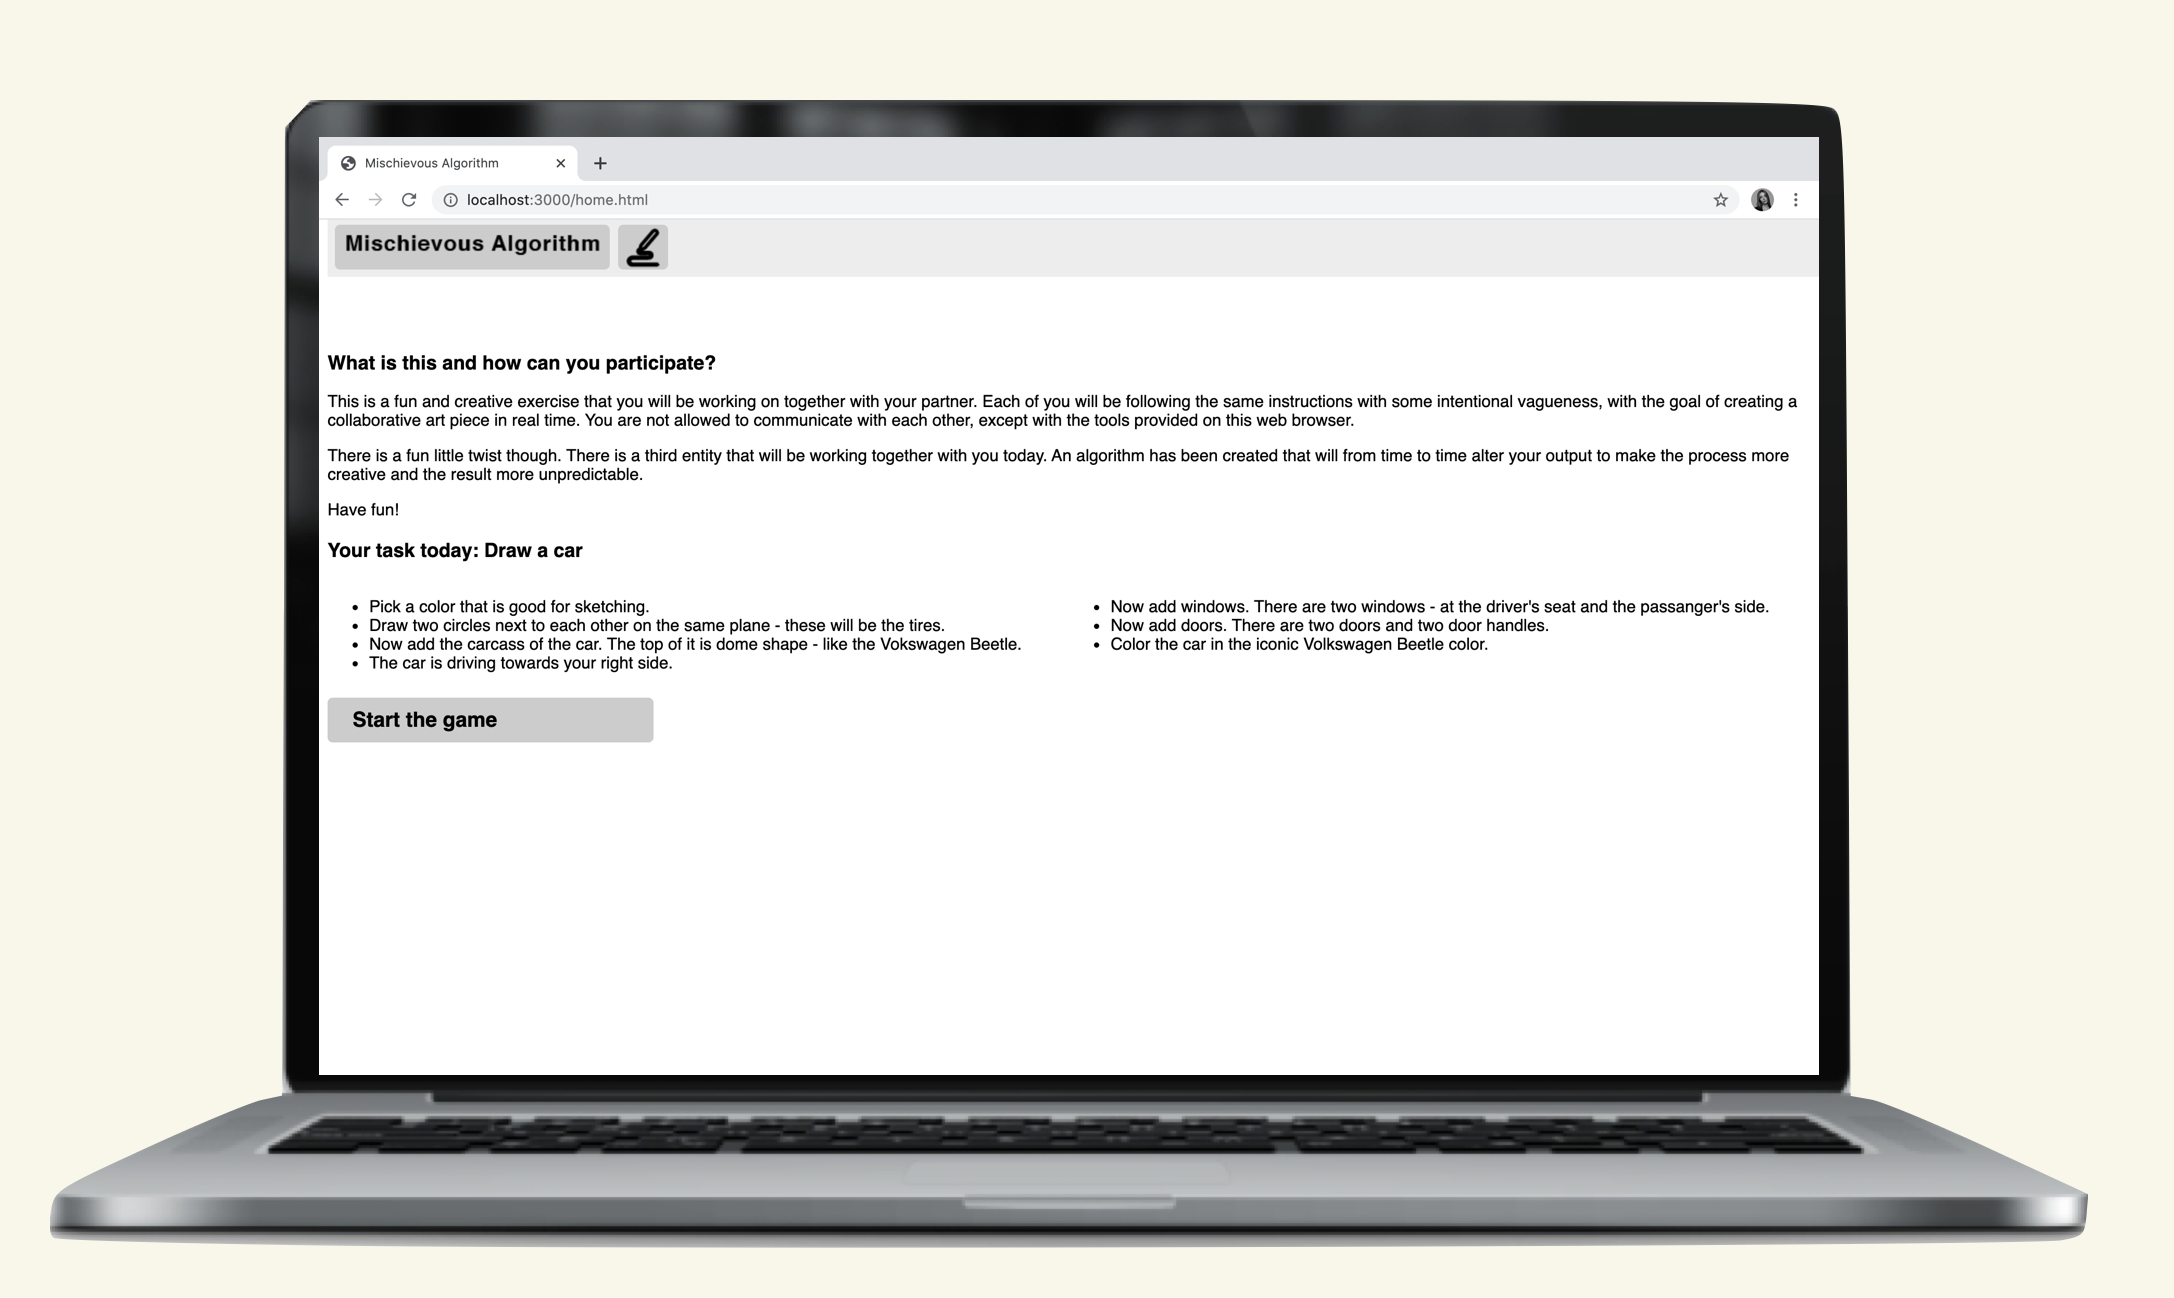 Mischievous Algorithm
localhost:3000/home.html
Mischievous Algorithm
What is this and how can you participate?
This is a fun and creative exercise that you will be working on together with your partner. Each of you will be following the same instructions with some intentional vagueness, with the goal of creating a
collaborative art piece in real time. You are not allowed to communicate with each other, except with the tools provided on this web browser.
There is a fun little twist though. There is a third entity that will be working together with you today. An algorithm has been created that will from time to time alter your output to make the process more
creative and the result more unpredictable.
Have fun!
Your task today: Draw a car
• Pick a color that is good for sketching.
• Draw two circles next to each other on the same plane - these will be the tires.
• Now add the carcass of the car. The top of it is dome shape - like the Vokswagen Beetle.
• The car is driving towards your right side.
• Now add windows. There are two windows - at the driver's seat and the passanger's side.
• Now add doors. There are two doors and two door handles.
• Color the car in the iconic Volkswagen Beetle color.
Start the game